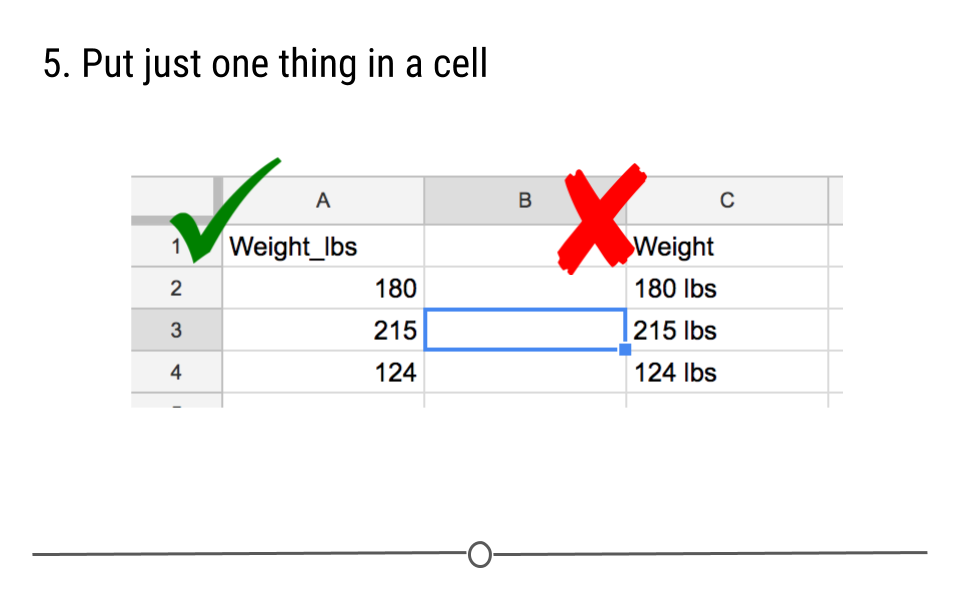 5. Put just one thing in a cell
A B C
1 Weight_lbs Weight
2 180 180 lbs
3 215 215 lbs
4 124 124 lbs